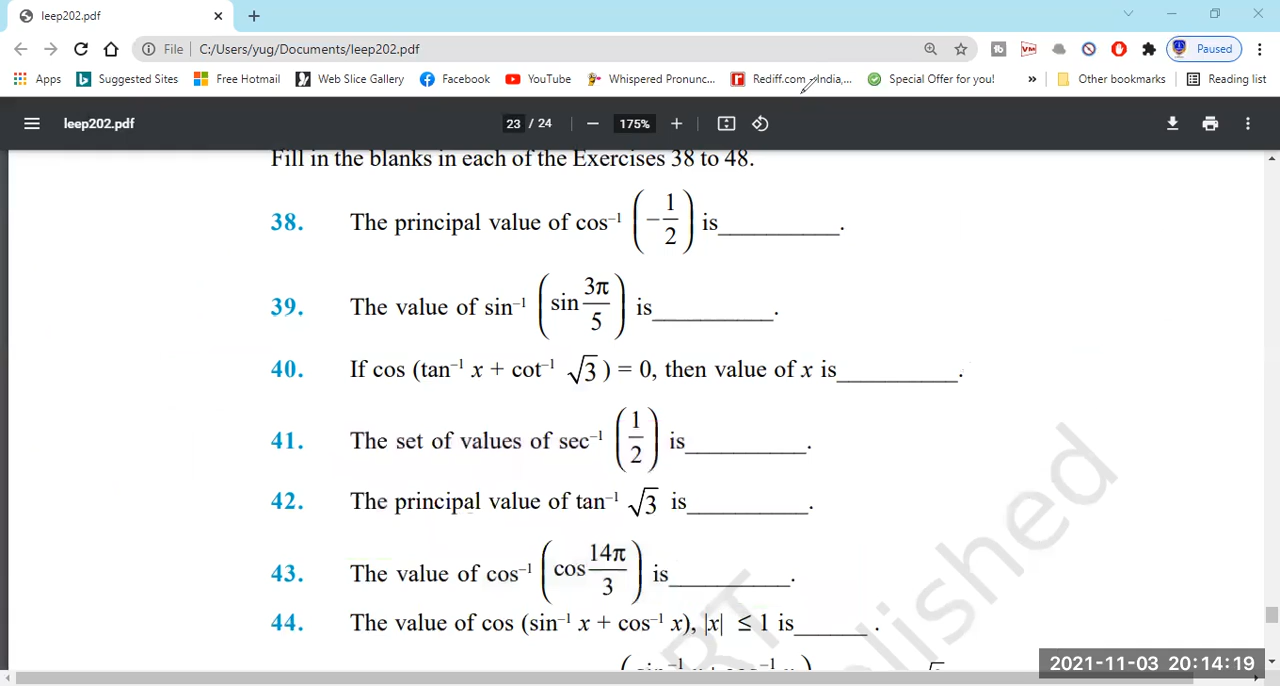 leep202.pdf
File | C:/Users/yug/Documents/leep202.pdf
Paused
Apps Suggested Sites Free Hotmail Web Slice Gallery Facebook YouTube Whispered Pronunc... Rediff.com - India,... Special Offer for you! » Other bookmarks Reading list
leep202.pdf 23 / 24 — 175% +
Fill in the blanks in each of the Exercises 38 to 48.
38. The principal value of cos⁻¹ (−1/2) is__________.
39. The value of sin⁻¹ (sin 3π/5) is__________.
40. If cos (tan⁻¹ x + cot⁻¹ √3) = 0, then value of x is__________.
41. The set of values of sec⁻¹ (1/2) is__________.
42. The principal value of tan⁻¹ √3 is__________.
43. The value of cos⁻¹ (cos 14π/3) is__________.
44. The value of cos (sin⁻¹ x + cos⁻¹ x), |x| ≤ 1 is______.
2021-11-03 20:14:19